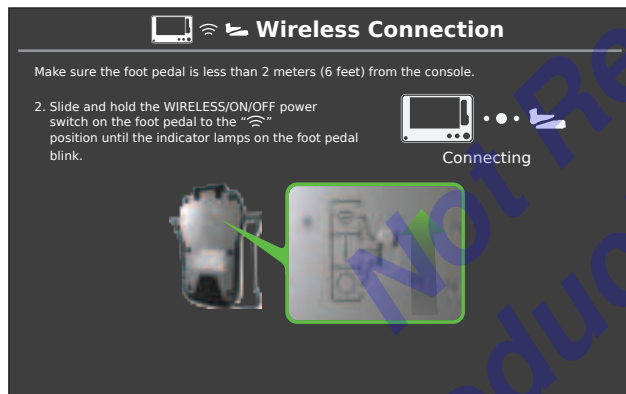 Wireless Connection
Make sure the foot pedal is less than 2 meters (6 feet) from the console.
2. Slide and hold the WIRELESS/ON/OFF power
switch on the foot pedal to the “ ”
position until the indicator lamps on the foot pedal
blink.
Connecting
Not Re
oduc